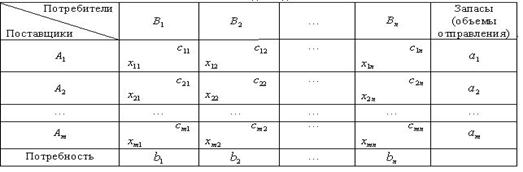 Потребители
Поставщики
B₁ B₂ … Bₙ
Запасы
(объемы
отправления)
A₁ c₁₁ x₁₁ c₁₂ x₁₂ … c₁ₙ x₁ₙ a₁
A₂ c₂₁ x₂₁ c₂₂ x₂₂ … c₂ₙ x₂ₙ a₂
… … … … … …
Aₘ cₘ₁ xₘ₁ cₘ₂ xₘ₂ … cₘₙ xₘₙ aₘ
Потребность b₁ b₂ … bₙ